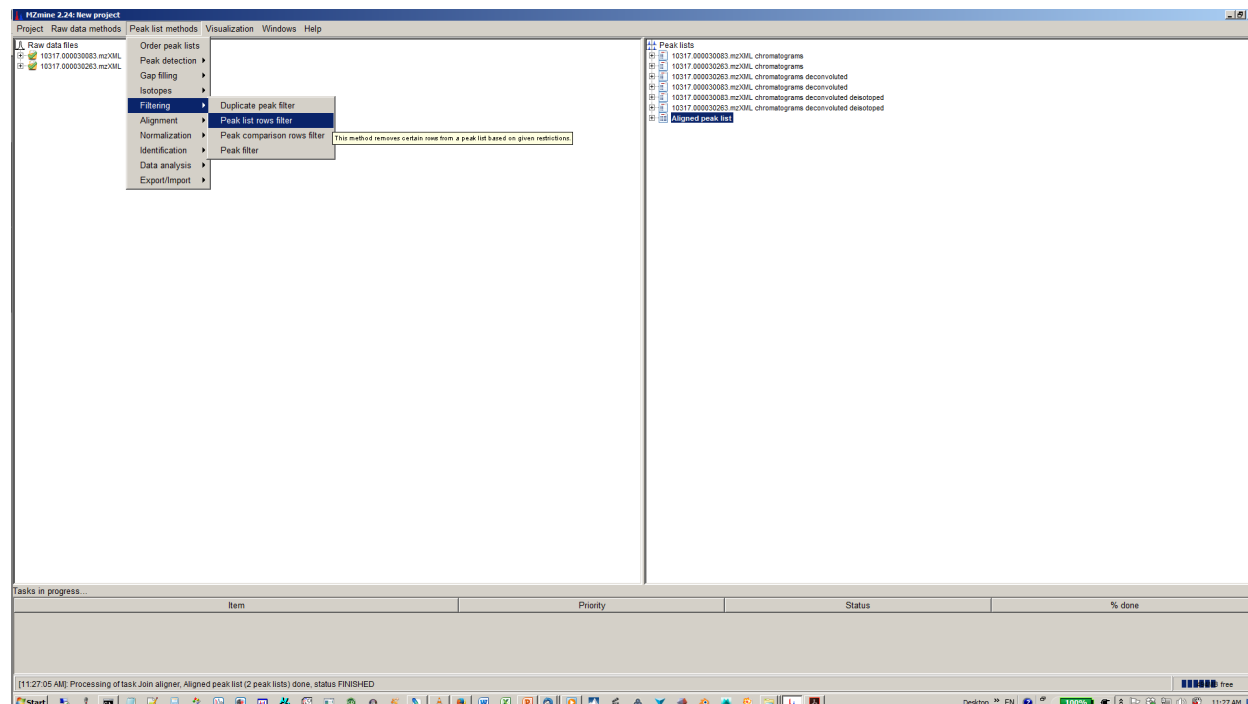 MZmine 2.24: New project
Project Raw data methods Peak list methods Visualization Windows Help
Raw data files
10317.000030083.mzXML
10317.000030263.mzXML
Order peak lists
Peak detection
Gap filling
Isotopes
Filtering
Alignment
Normalization
Identification
Data analysis
Export/Import
Duplicate peak filter
Peak list rows filter
Peak comparison rows filter
Peak filter
This method removes certain rows from a peak list based on given restrictions.
Peak lists
10317.000030083.mzXML chromatograms
10317.000030263.mzXML chromatograms
10317.000030263.mzXML chromatograms deconvoluted
10317.000030083.mzXML chromatograms deconvoluted
10317.000030083.mzXML chromatograms deconvoluted deisotoped
10317.000030263.mzXML chromatograms deconvoluted deisotoped
Aligned peak list
Tasks in progress...
Item Priority Status % done
[11:27:05 AM]: Processing of task Join aligner, Aligned peak list (2 peak lists) done, status FINISHED
free
Start Desktop » EN 100% 11:27 AM